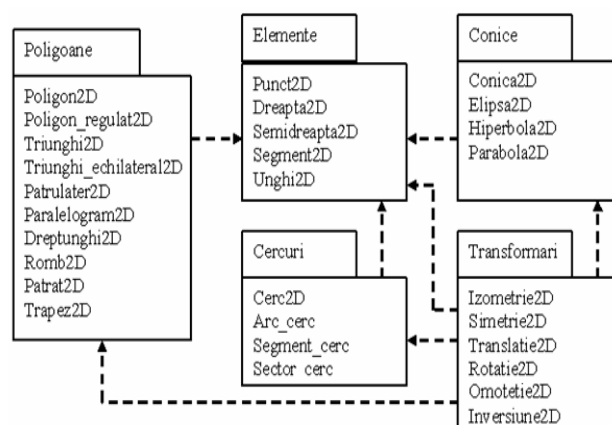 Poligoane
Poligon2D
Poligon_regulat2D
Triunghi2D
Triunghi_echilateral2D
Patrulater2D
Paralelogram2D
Dreptunghi2D
Romb2D
Patrat2D
Trapez2D
Elemente
Punct2D
Dreapta2D
Semidreapta2D
Segment2D
Unghi2D
Conice
Conica2D
Elipsa2D
Hiperbola2D
Parabola2D
Cercuri
Cerc2D
Arc_cerc
Segment_cerc
Sector_cerc
Transformari
Izometrie2D
Simetrie2D
Translatie2D
Rotatie2D
Omotetie2D
Inversiune2D